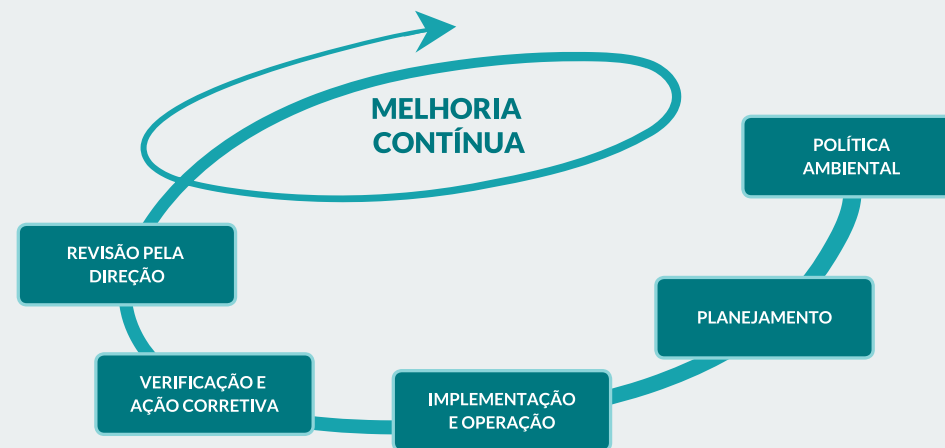 MELHORIA
CONTÍNUA
POLÍTICA
AMBIENTAL
PLANEJAMENTO
IMPLEMENTAÇÃO
E OPERAÇÃO
VERIFICAÇÃO E
AÇÃO CORRETIVA
REVISÃO PELA
DIREÇÃO